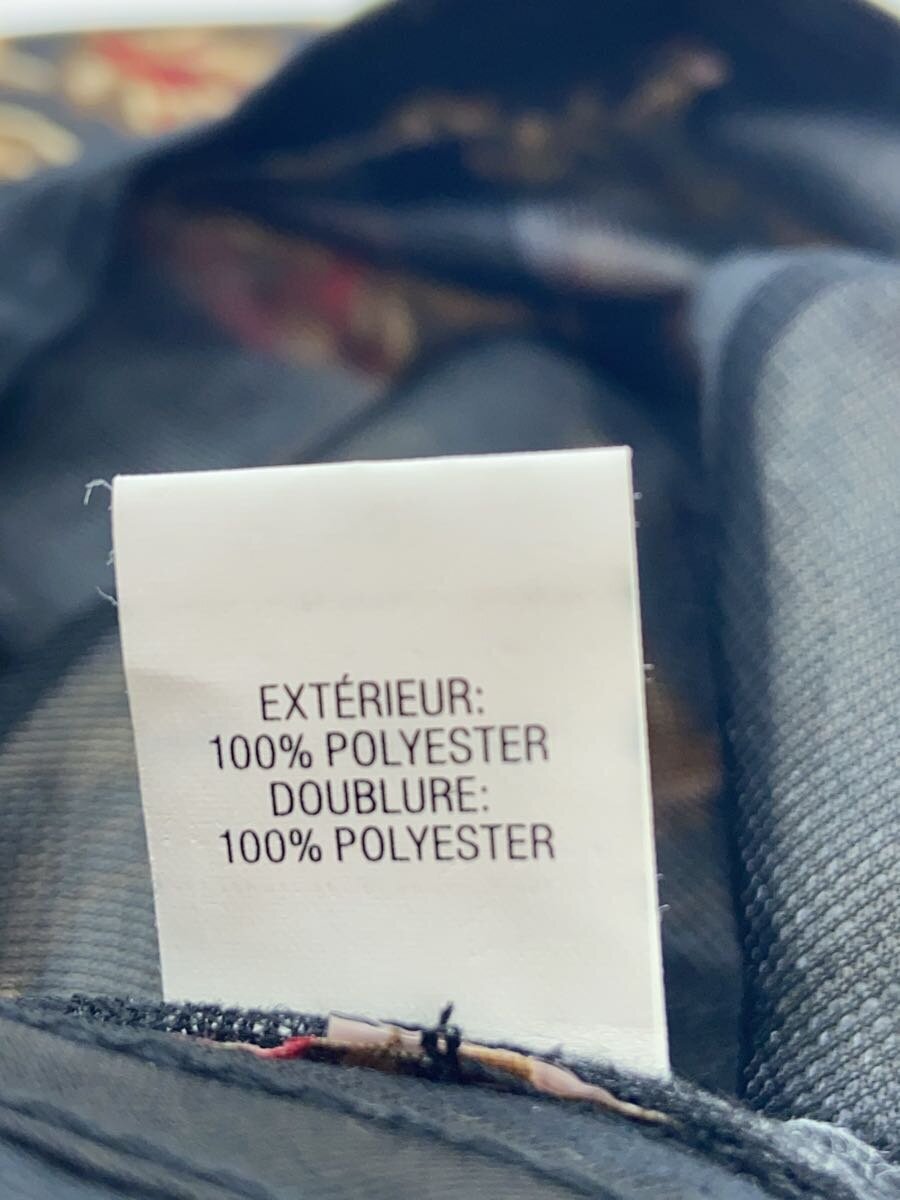 EXTÉRIEUR:
100% POLYESTER
DOUBLURE:
100% POLYESTER